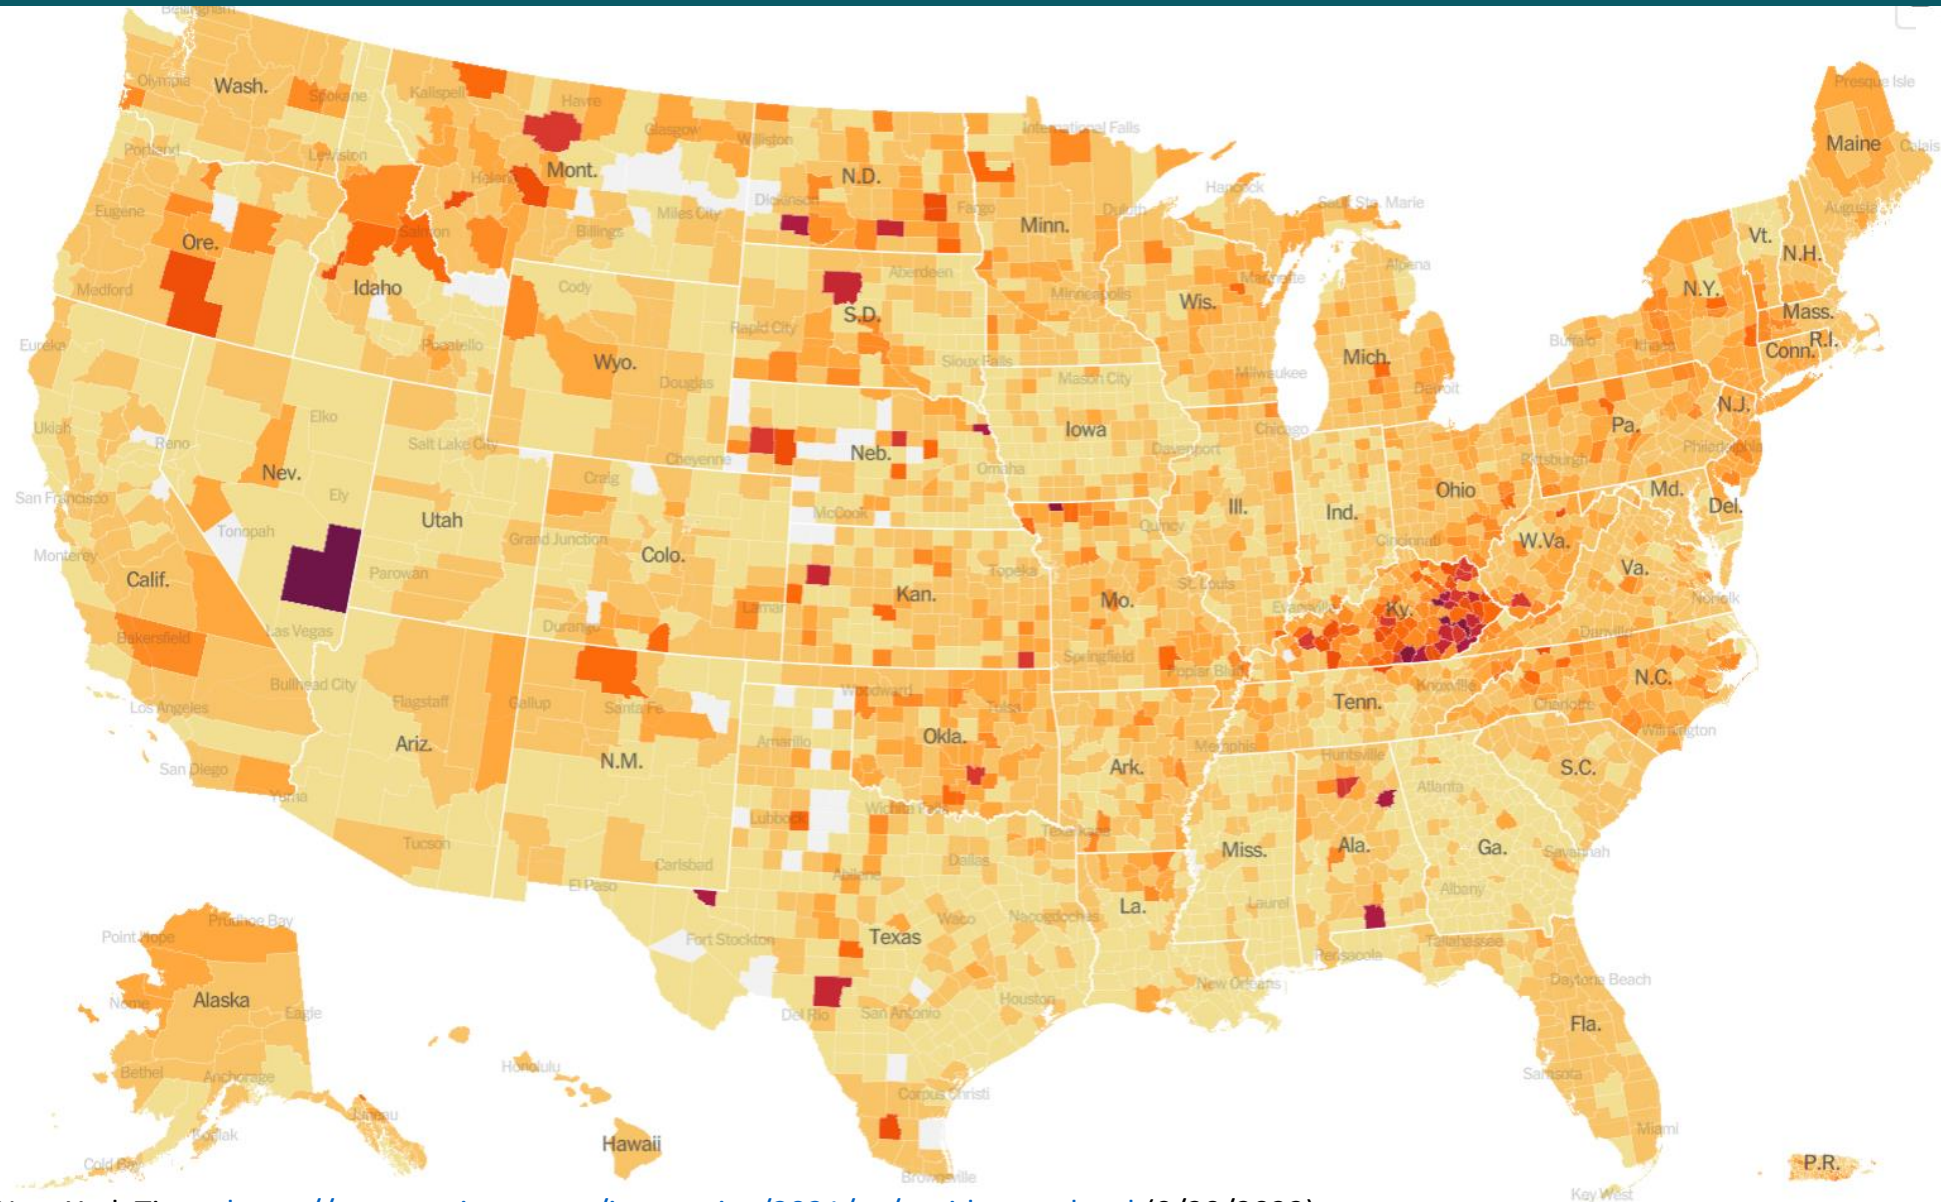 Bellingham
Olympia
Wash.
Spokane
Kalispell
Havre
Glasgow
Williston
International Falls
Presque Isle
Portland
Lewiston
Helena
Mont.
N.D.
Maine
Calais
Dickinson
Fargo
Hancock
Sault Ste. Marie
Eugene
Miles City
Minn.
Duluth
Augusta
Ore.
Salmon
Billings
Vt.
N.H.
Medford
Idaho
Cody
Aberdeen
Minneapolis
Marinette
Alpena
N.Y.
Rapid City
S.D.
Wis.
Mass.
Eureka
Pocatello
Wyo.
Sioux Falls
Mich.
Buffalo
Ithaca
Conn.
R.I.
Douglas
Mason City
Milwaukee
Detroit
Ukiah
Reno
Elko
Salt Lake City
Cheyenne
Neb.
Iowa
Davenport
Chicago
Pa.
N.J.
Philadelphia
Nev.
Craig
Omaha
Pittsburgh
San Francisco
Ely
Utah
McCook
Quincy
Ill.
Ind.
Ohio
Md.
Del.
Tonopah
Grand Junction
Colo.
Cincinnati
W.Va.
Monterey
Calif.
Parowan
Topeka
St. Louis
Va.
Lamar
Kan.
Mo.
Evansville
Ky.
Norfolk
Bakersfield
Las Vegas
Durango
Springfield
Poplar Bluff
Danville
Bullhead City
Flagstaff
Gallup
Santa Fe
Woodward
Tulsa
Tenn.
Knoxville
N.C.
Los Angeles
Ariz.
N.M.
Amarillo
Okla.
Memphis
Huntsville
Charlotte
Wilmington
San Diego
Yuma
Ark.
Atlanta
S.C.
Tucson
Lubbock
Wichita Falls
Texarkana
Miss.
Ala.
Ga.
Savannah
Carlsbad
Abilene
Dallas
El Paso
Laurel
Albany
Prudhoe Bay
Point Hope
Fort Stockton
Texas
Waco
Nacogdoches
La.
Pensacola
Tallahassee
Nome
Alaska
Eagle
Del Rio
San Antonio
Houston
New Orleans
Daytona Beach
Fla.
Bethel
Anchorage
Honolulu
Corpus Christi
Sarasota
Juneau
Kodiak
Hawaii
Miami
Cold Bay
Brownsville
P.R.
Key West